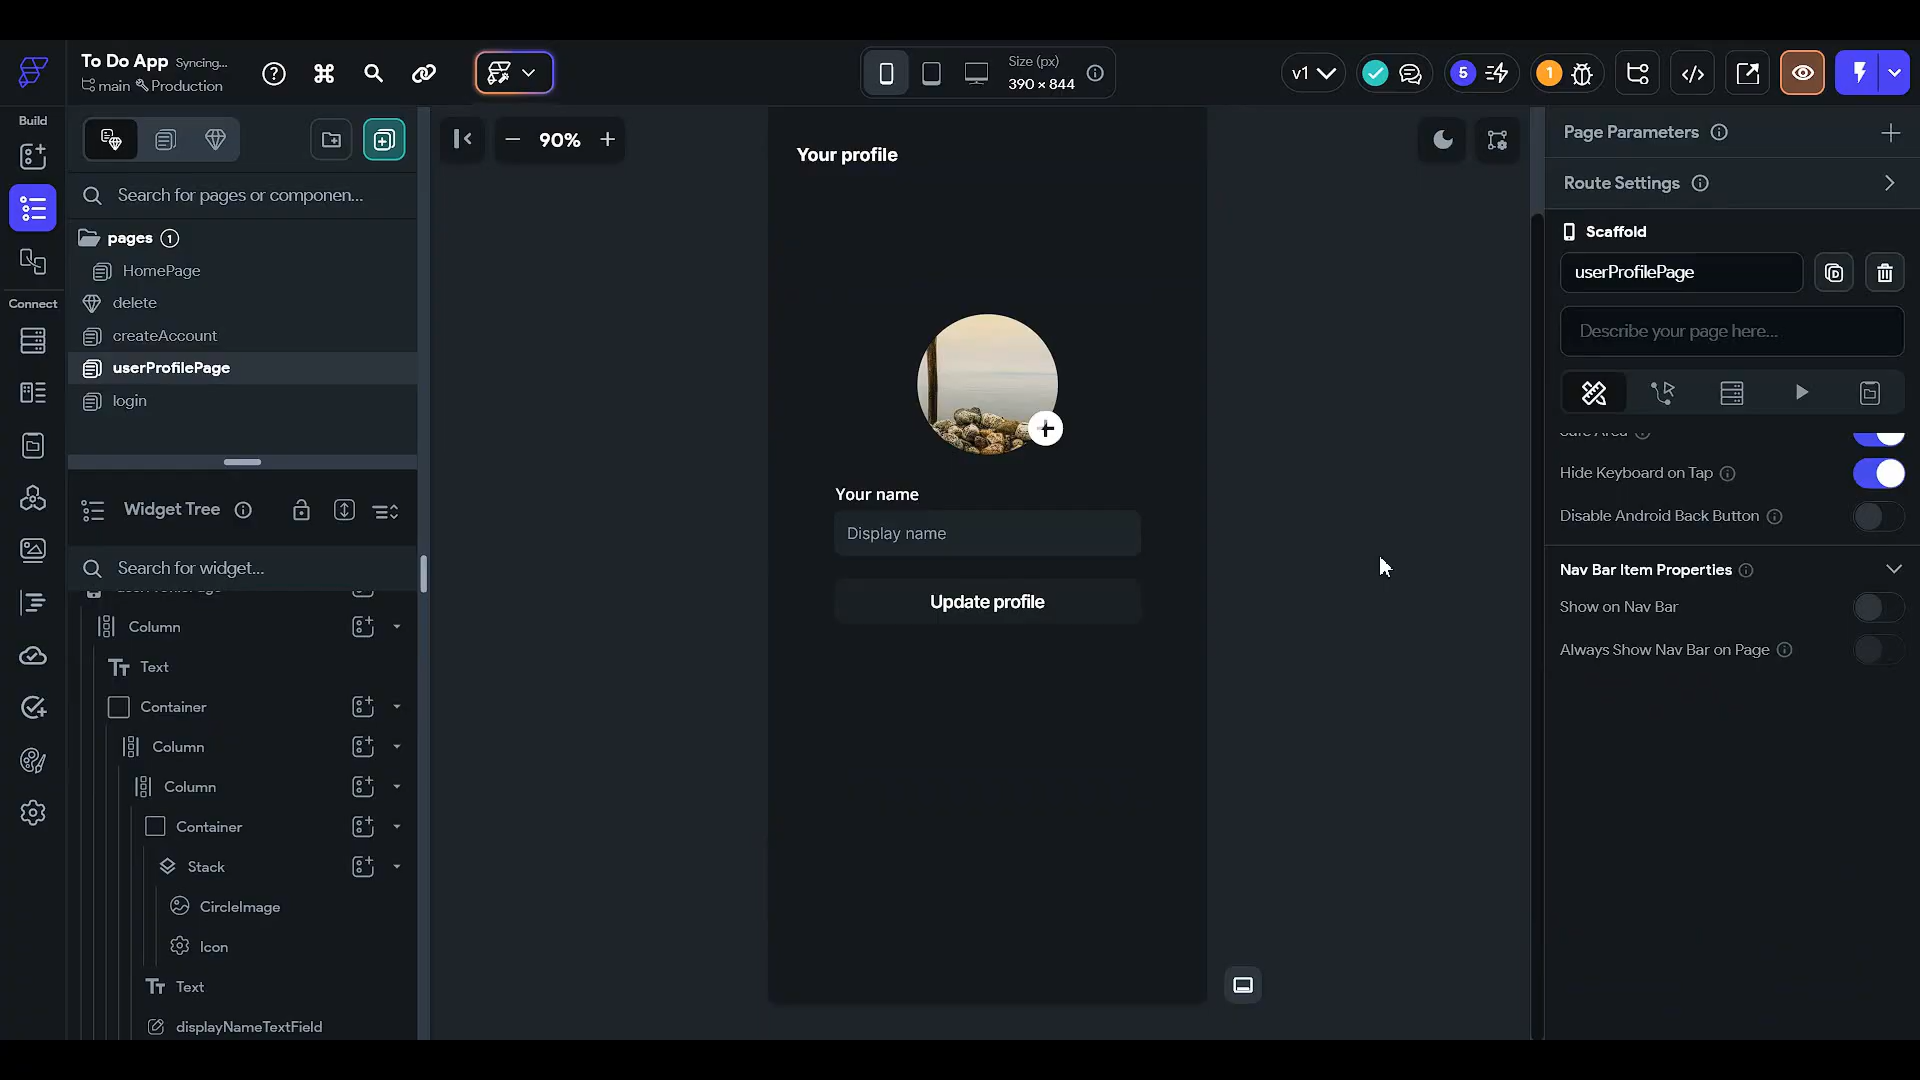 To Do App Syncing...
main Production
Size (px)
390 × 844
v1
5
1
Build
Connect
90%
Search for pages or componen...
pages 1
HomePage
delete
createAccount
userProfilePage
login
Widget Tree
Search for widget...
Column
Text
Container
Column
Column
Container
Stack
CircleImage
Icon
Text
displayNameTextField
Your profile
Your name
Display name
Update profile
Page Parameters
Route Settings
Scaffold
userProfilePage
Describe your page here...
Safe Area
Hide Keyboard on Tap
Disable Android Back Button
Nav Bar Item Properties
Show on Nav Bar
Always Show Nav Bar on Page